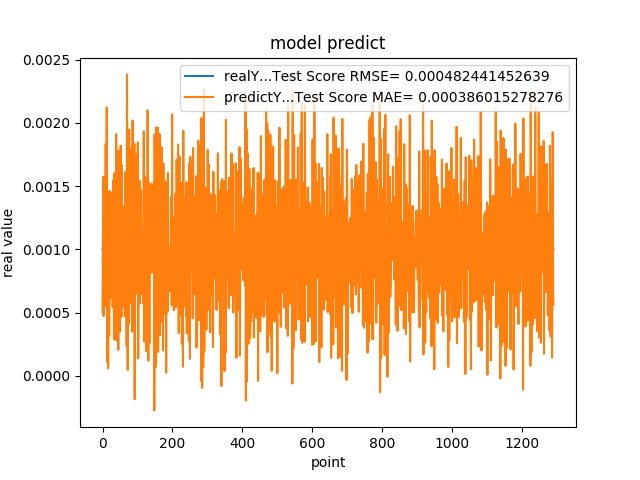 model predict
realY...Test Score RMSE= 0.000482441452639
predictY...Test Score MAE= 0.000386015278276
0.0025
0.0020
0.0015
0.0010
0.0005
0.0000
real value
0 200 400 600 800 1000 1200
point